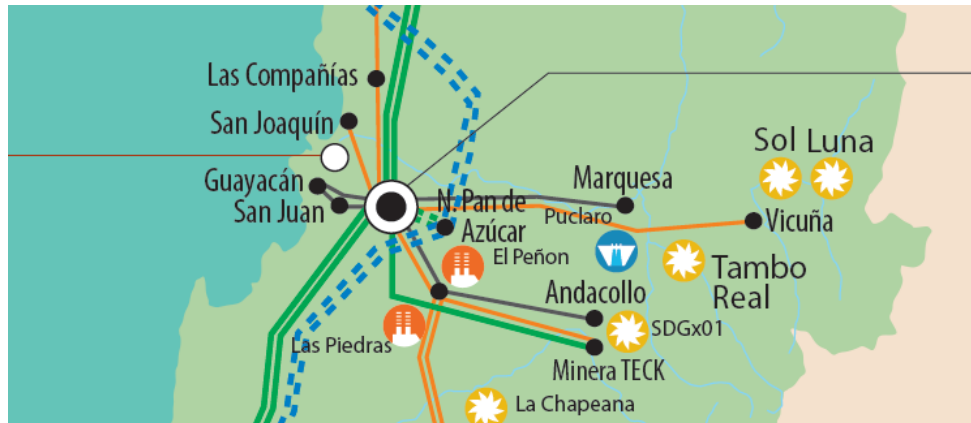 Las Compañías
San Joaquín
Sol Luna
Guayacán
San Juan
Marquesa
N. Pan de
Azúcar
Puclaro
Vicuña
El Peñon
Tambo
Real
Andacollo
SDGx01
Las Piedras
Minera TECK
La Chapeana